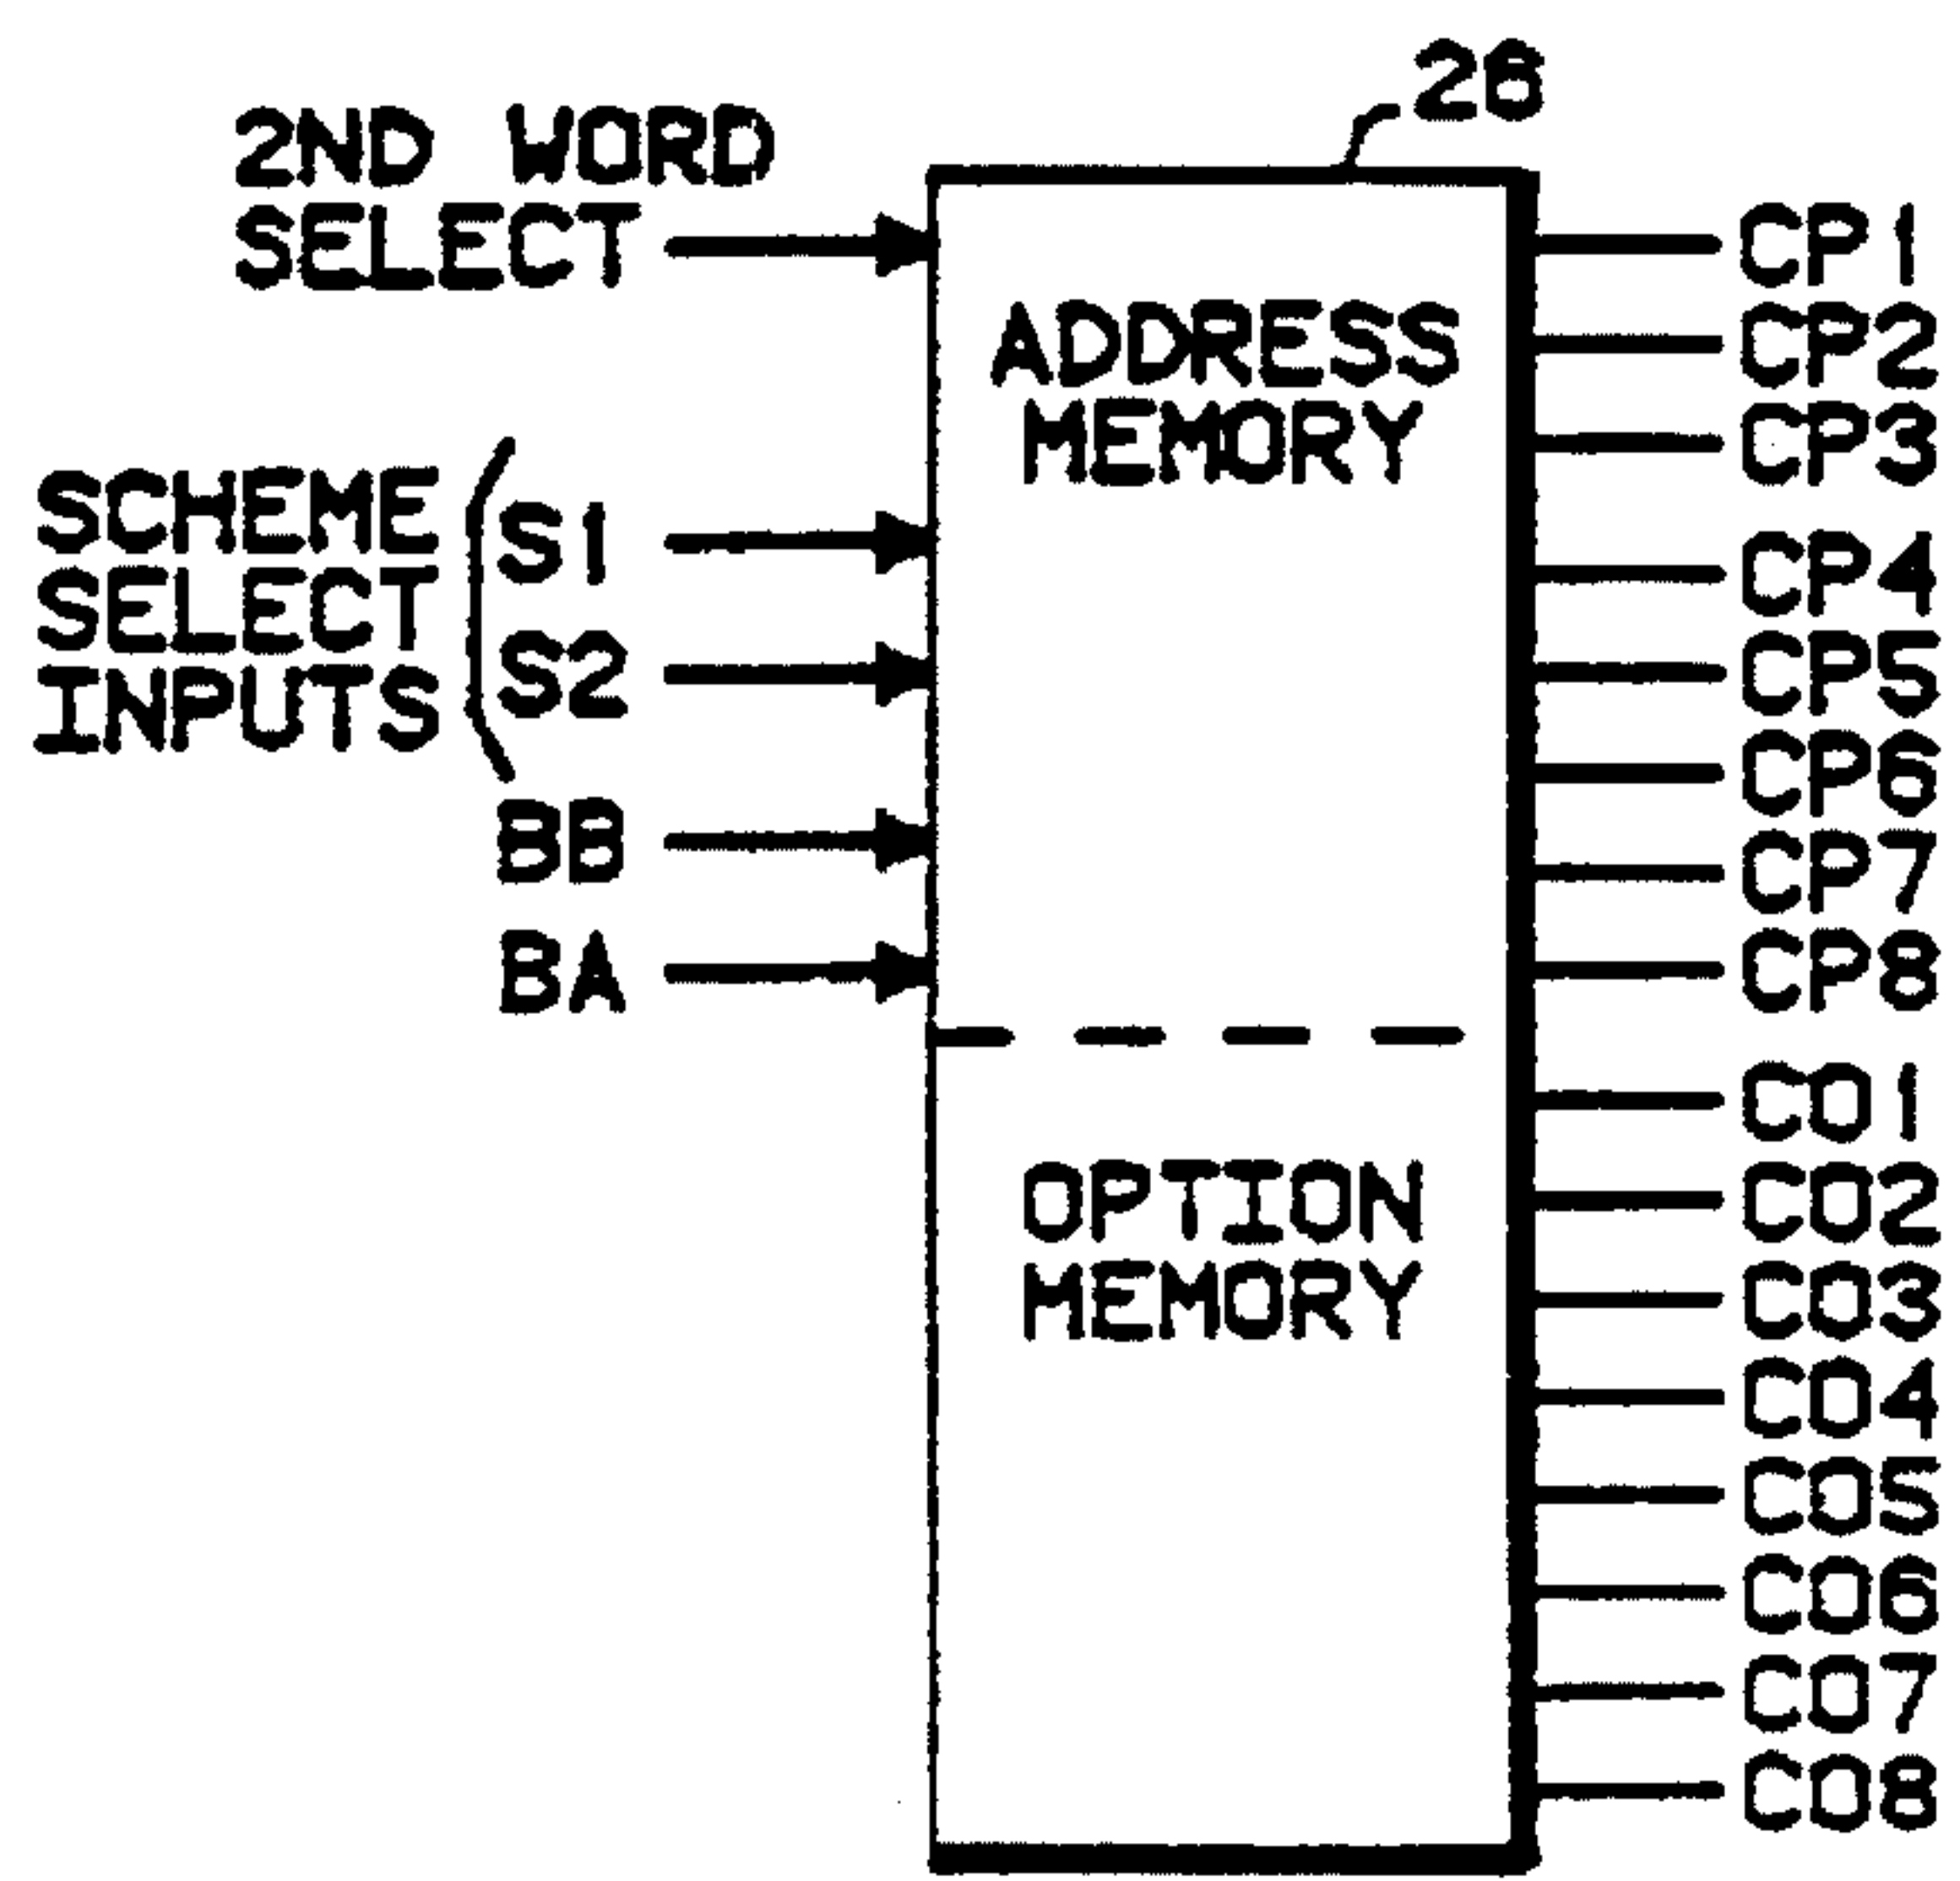 26
2ND WORD
SELECT
ADDRESS
MEMORY
SCHEME
SELECT
INPUTS
S1
S2
BB
BA
OPTION
MEMORY
CP1
CP2
CP3
CP4
CP5
CP6
CP7
CP8
CO1
CO2
CO3
CO4
CO5
CO6
CO7
CO8